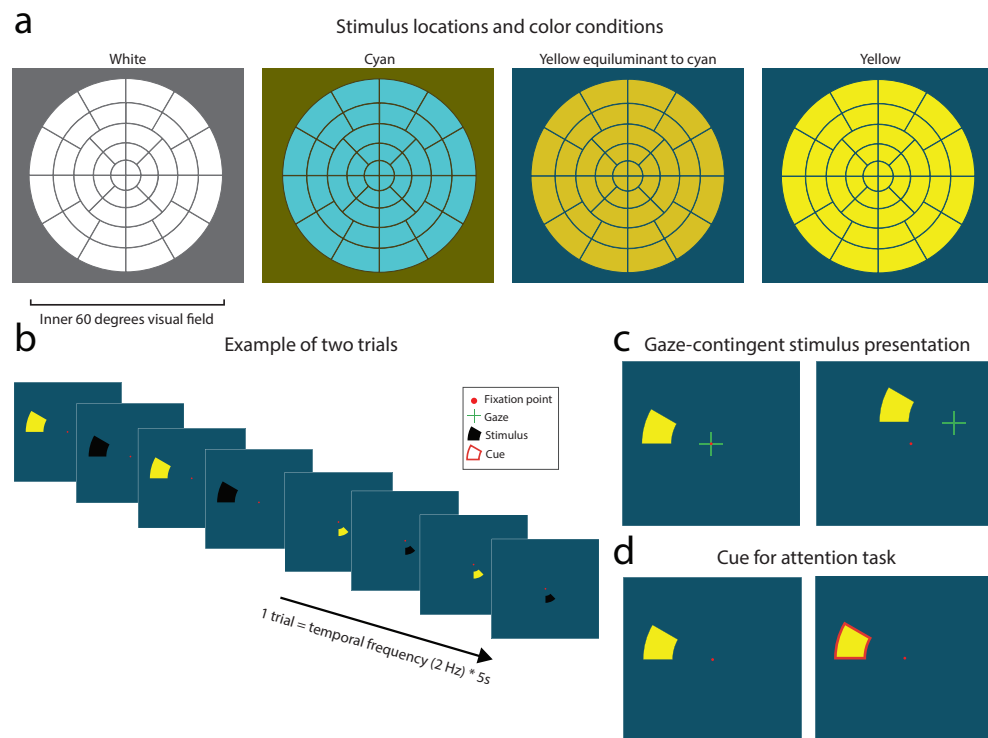 a
Stimulus locations and color conditions
White
Cyan
Yellow equiluminant to cyan
Yellow
Inner 60 degrees visual field
b
Example of two trials
Fixation point
Gaze
Stimulus
Cue
1 trial = temporal frequency (2 Hz) * 5s
c
Gaze-contingent stimulus presentation
d
Cue for attention task